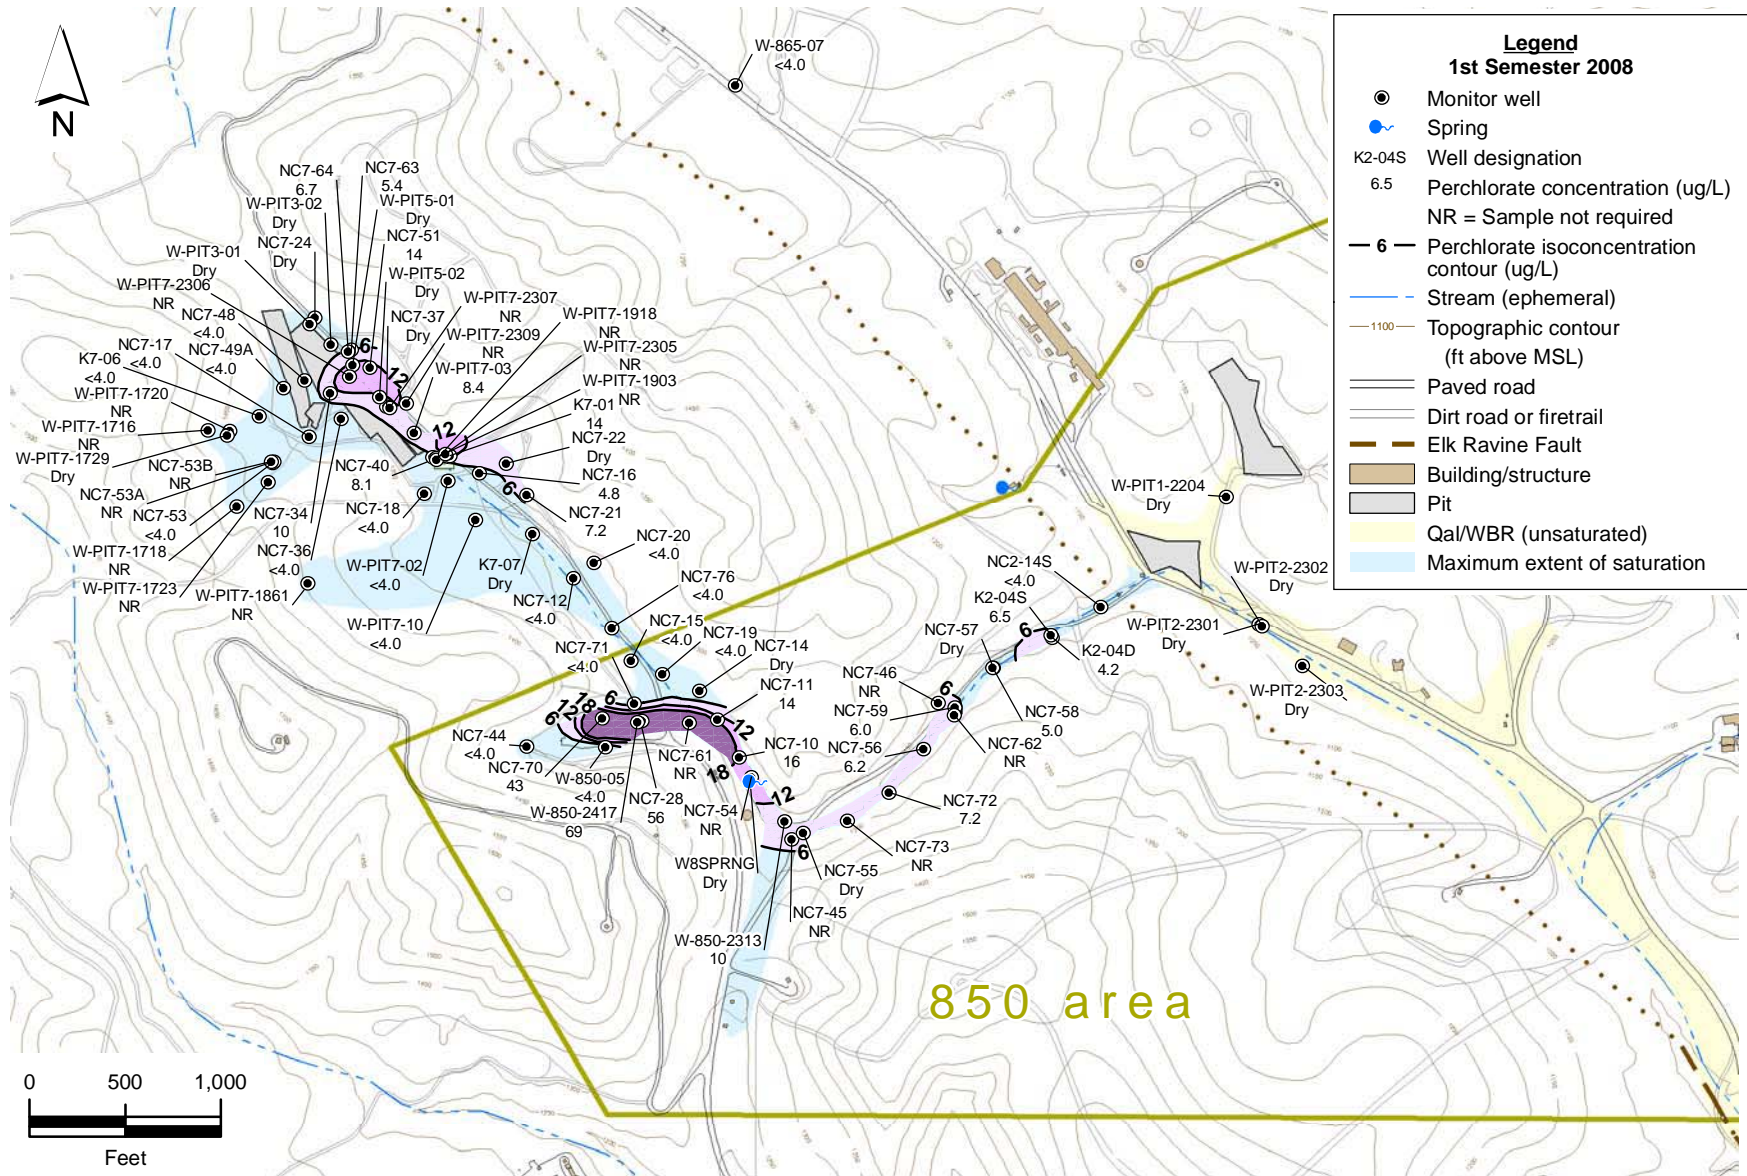 N
W-865-07
<4.0
Legend
1st Semester 2008
Monitor well
Spring
K2-04S Well designation
6.5 Perchlorate concentration (ug/L)
NR = Sample not required
6 Perchlorate isoconcentration
contour (ug/L)
Stream (ephemeral)
1100 Topographic contour
(ft above MSL)
Paved road
Dirt road or firetrail
Elk Ravine Fault
Building/structure
Pit
Qal/WBR (unsaturated)
Maximum extent of saturation
NC7-64
6.7
NC7-63
5.4
W-PIT3-02
Dry
W-PIT5-01
Dry
NC7-24
Dry
NC7-51
14
W-PIT3-01
Dry
W-PIT5-02
Dry
W-PIT7-2306
NR
W-PIT7-2307
NR
NC7-48
<4.0
NC7-37
Dry
W-PIT7-2309
NR
W-PIT7-1918
NR
NC7-17
<4.0
NC7-49A
<4.0
W-PIT7-2305
NR
K7-06
<4.0
W-PIT7-03
8.4
W-PIT7-1903
NR
W-PIT7-1720
NR
K7-01
14
W-PIT7-1716
NR
NC7-22
Dry
W-PIT7-1729
Dry
NC7-53B
NR
NC7-40
8.1
NC7-16
4.8
NC7-53A
NR
NC7-53
<4.0
NC7-34
10
NC7-18
<4.0
NC7-21
7.2
W-PIT7-1718
NR
NC7-36
<4.0
W-PIT7-02
<4.0
K7-07
Dry
NC7-20
<4.0
W-PIT7-1723
NR
W-PIT7-1861
NR
NC7-12
<4.0
NC7-76
<4.0
W-PIT7-10
<4.0
6
12
12
6
W-PIT1-2204
Dry
NC2-14S
<4.0
K2-04S
6.5
W-PIT2-2302
Dry
W-PIT2-2301
Dry
K2-04D
4.2
W-PIT2-2303
Dry
NC7-15
<4.0
NC7-71
<4.0
NC7-19
<4.0
NC7-14
Dry
NC7-57
Dry
NC7-11
14
NC7-46
NR
NC7-59
6.0
NC7-58
5.0
NC7-62
NR
NC7-56
6.2
NC7-44
<4.0
NC7-70
43
W-850-05
<4.0
NC7-61
NR
NC7-10
16
W-850-2417
69
NC7-28
56
NC7-54
NR
NC7-72
7.2
NC7-73
NR
W8SPRNG
Dry
NC7-55
Dry
NC7-45
NR
W-850-2313
10
6
18
12
6
12
18
12
6
6
6
850 area
0 500 1,000
Feet